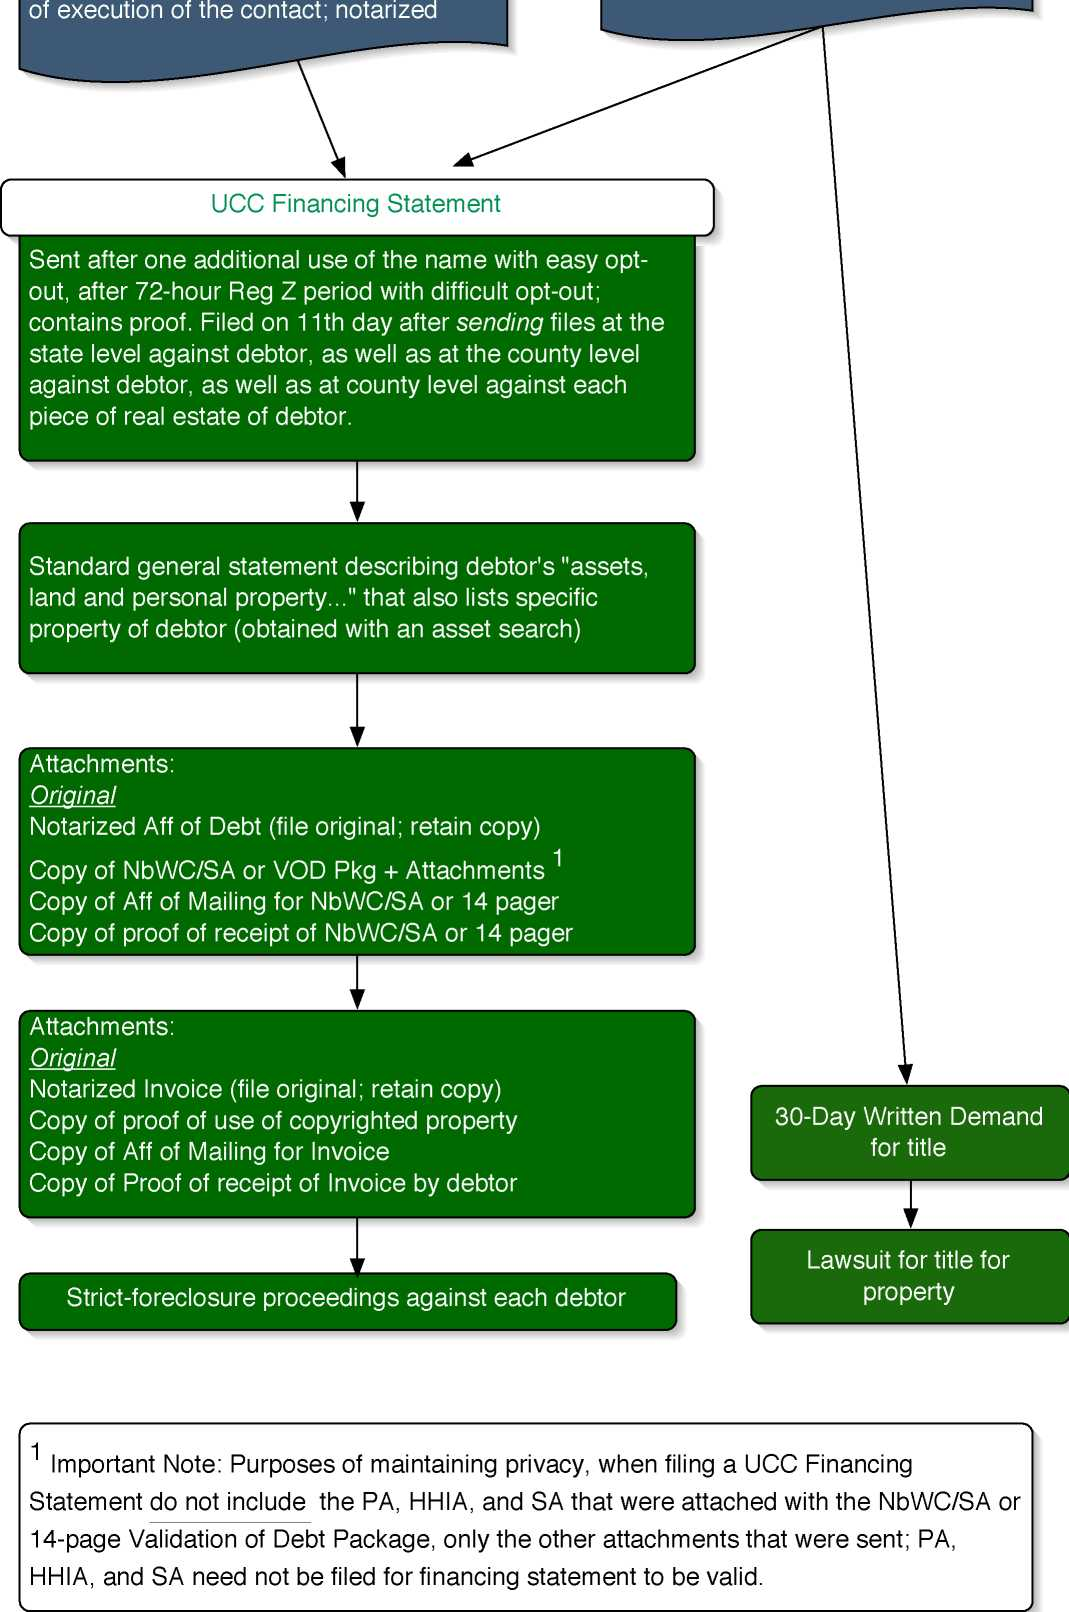 of execution of the contact; notarized
UCC Financing Statement
Sent after one additional use of the name with easy opt-
out, after 72-hour Reg Z period with difficult opt-out;
contains proof. Filed on 11th day after sending files at the
state level against debtor, as well as at the county level
against debtor, as well as at county level against each
piece of real estate of debtor.
Standard general statement describing debtor's "assets,
land and personal property..." that also lists specific
property of debtor (obtained with an asset search)
Attachments:
Original
Notarized Aff of Debt (file original; retain copy)
Copy of NbWC/SA or VOD Pkg + Attachments 1
Copy of Aff of Mailing for NbWC/SA or 14 pager
Copy of proof of receipt of NbWC/SA or 14 pager
Attachments:
Original
Notarized Invoice (file original; retain copy)
Copy of proof of use of copyrighted property
Copy of Aff of Mailing for Invoice
Copy of Proof of receipt of Invoice by debtor
30-Day Written Demand
for title
Lawsuit for title for
property
Strict-foreclosure proceedings against each debtor
1 Important Note: Purposes of maintaining privacy, when filing a UCC Financing
Statement do not include the PA, HHIA, and SA that were attached with the NbWC/SA or
14-page Validation of Debt Package, only the other attachments that were sent; PA,
HHIA, and SA need not be filed for financing statement to be valid.